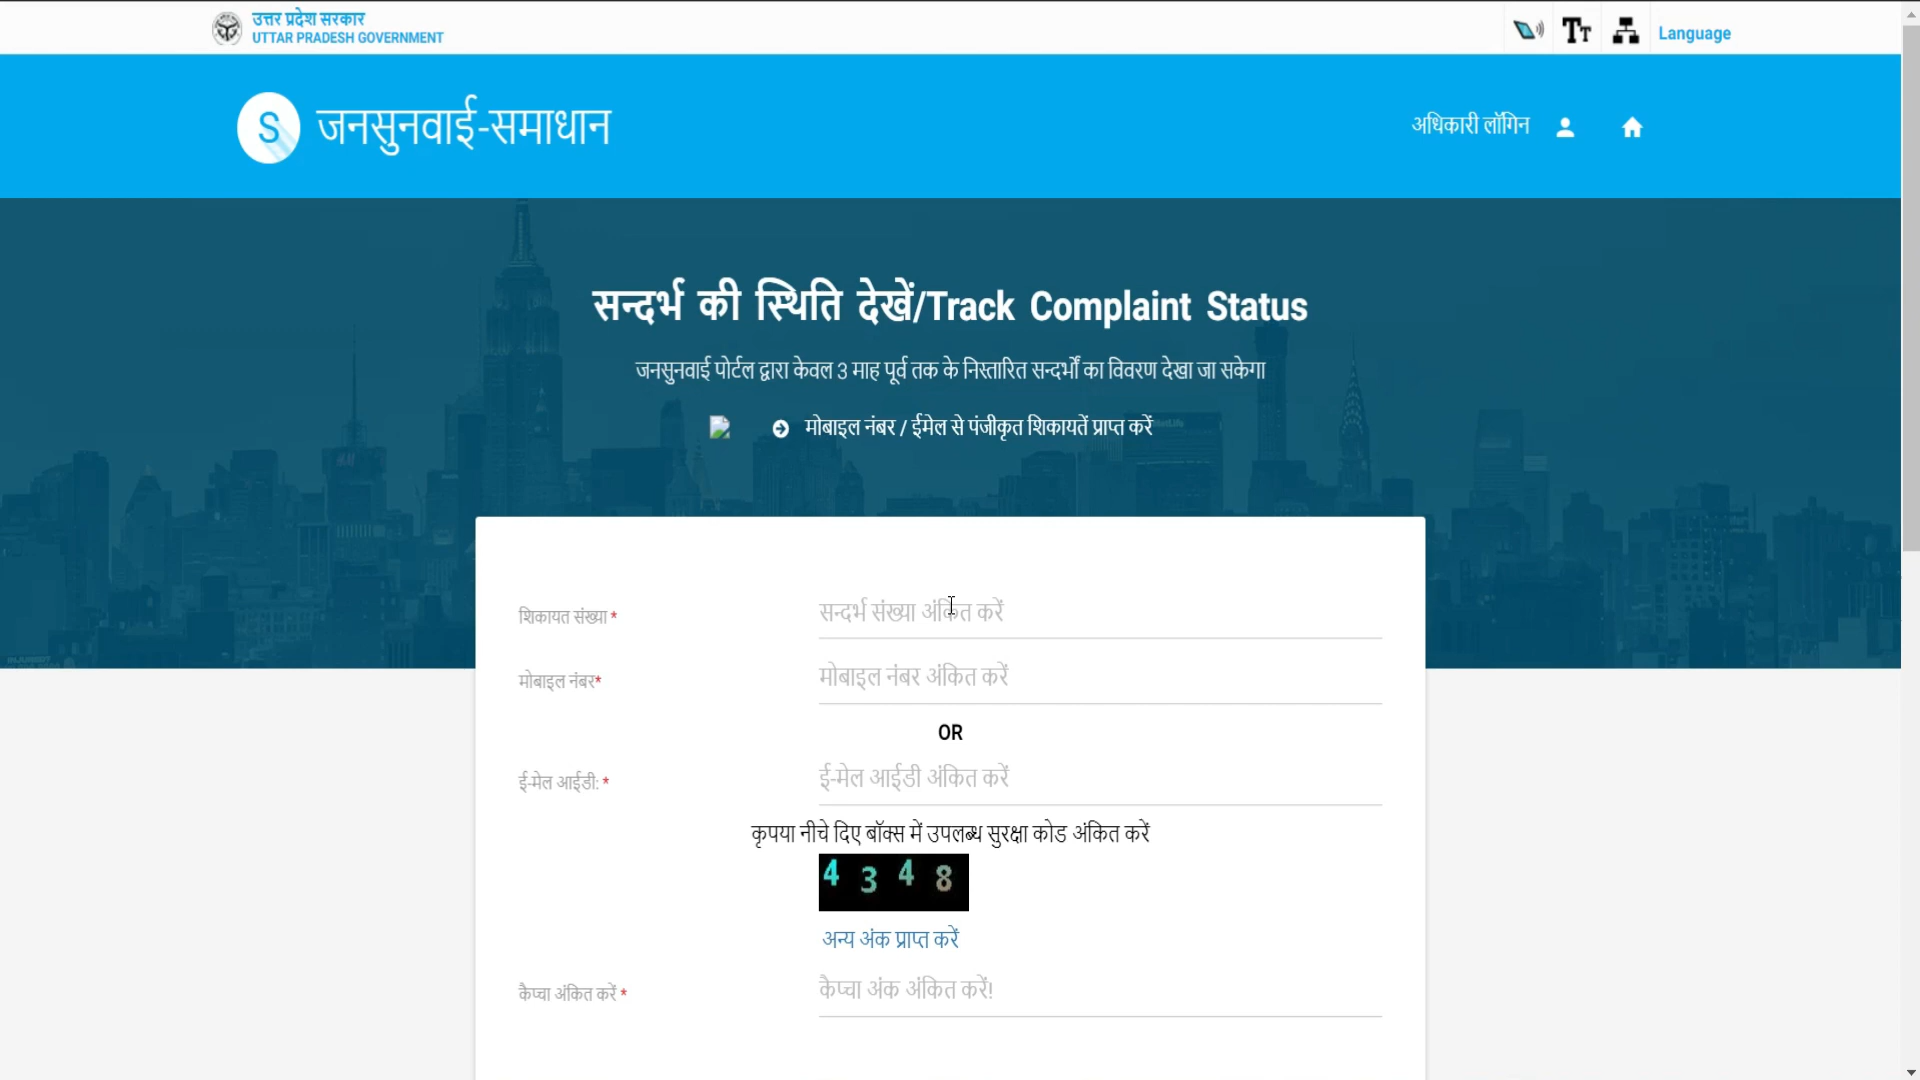 उत्तर प्रदेश सरकार
UTTAR PRADESH GOVERNMENT
Tт
Language
S जनसुनवाई-समाधान
अधिकारी लॉगिन
सन्दर्भ की स्थिति देखें/Track Complaint Status
जनसुनवाई पोर्टल द्वारा केवल 3 माह पूर्व तक के निस्तारित सन्दर्भों का विवरण देखा जा सकेगा
मोबाइल नंबर / ईमेल से पंजीकृत शिकायतें प्राप्त करें
शिकायत संख्या * सन्दर्भ संख्या अंकित करें
मोबाइल नंबर* मोबाइल नंबर अंकित करें
OR
ई-मेल आईडी: * ई-मेल आईडी अंकित करें
कृपया नीचे दिए बॉक्स में उपलब्ध सुरक्षा कोड अंकित करें
4 3 4 8
अन्य अंक प्राप्त करें
कैप्चा अंकित करें * कैप्चा अंक अंकित करें!